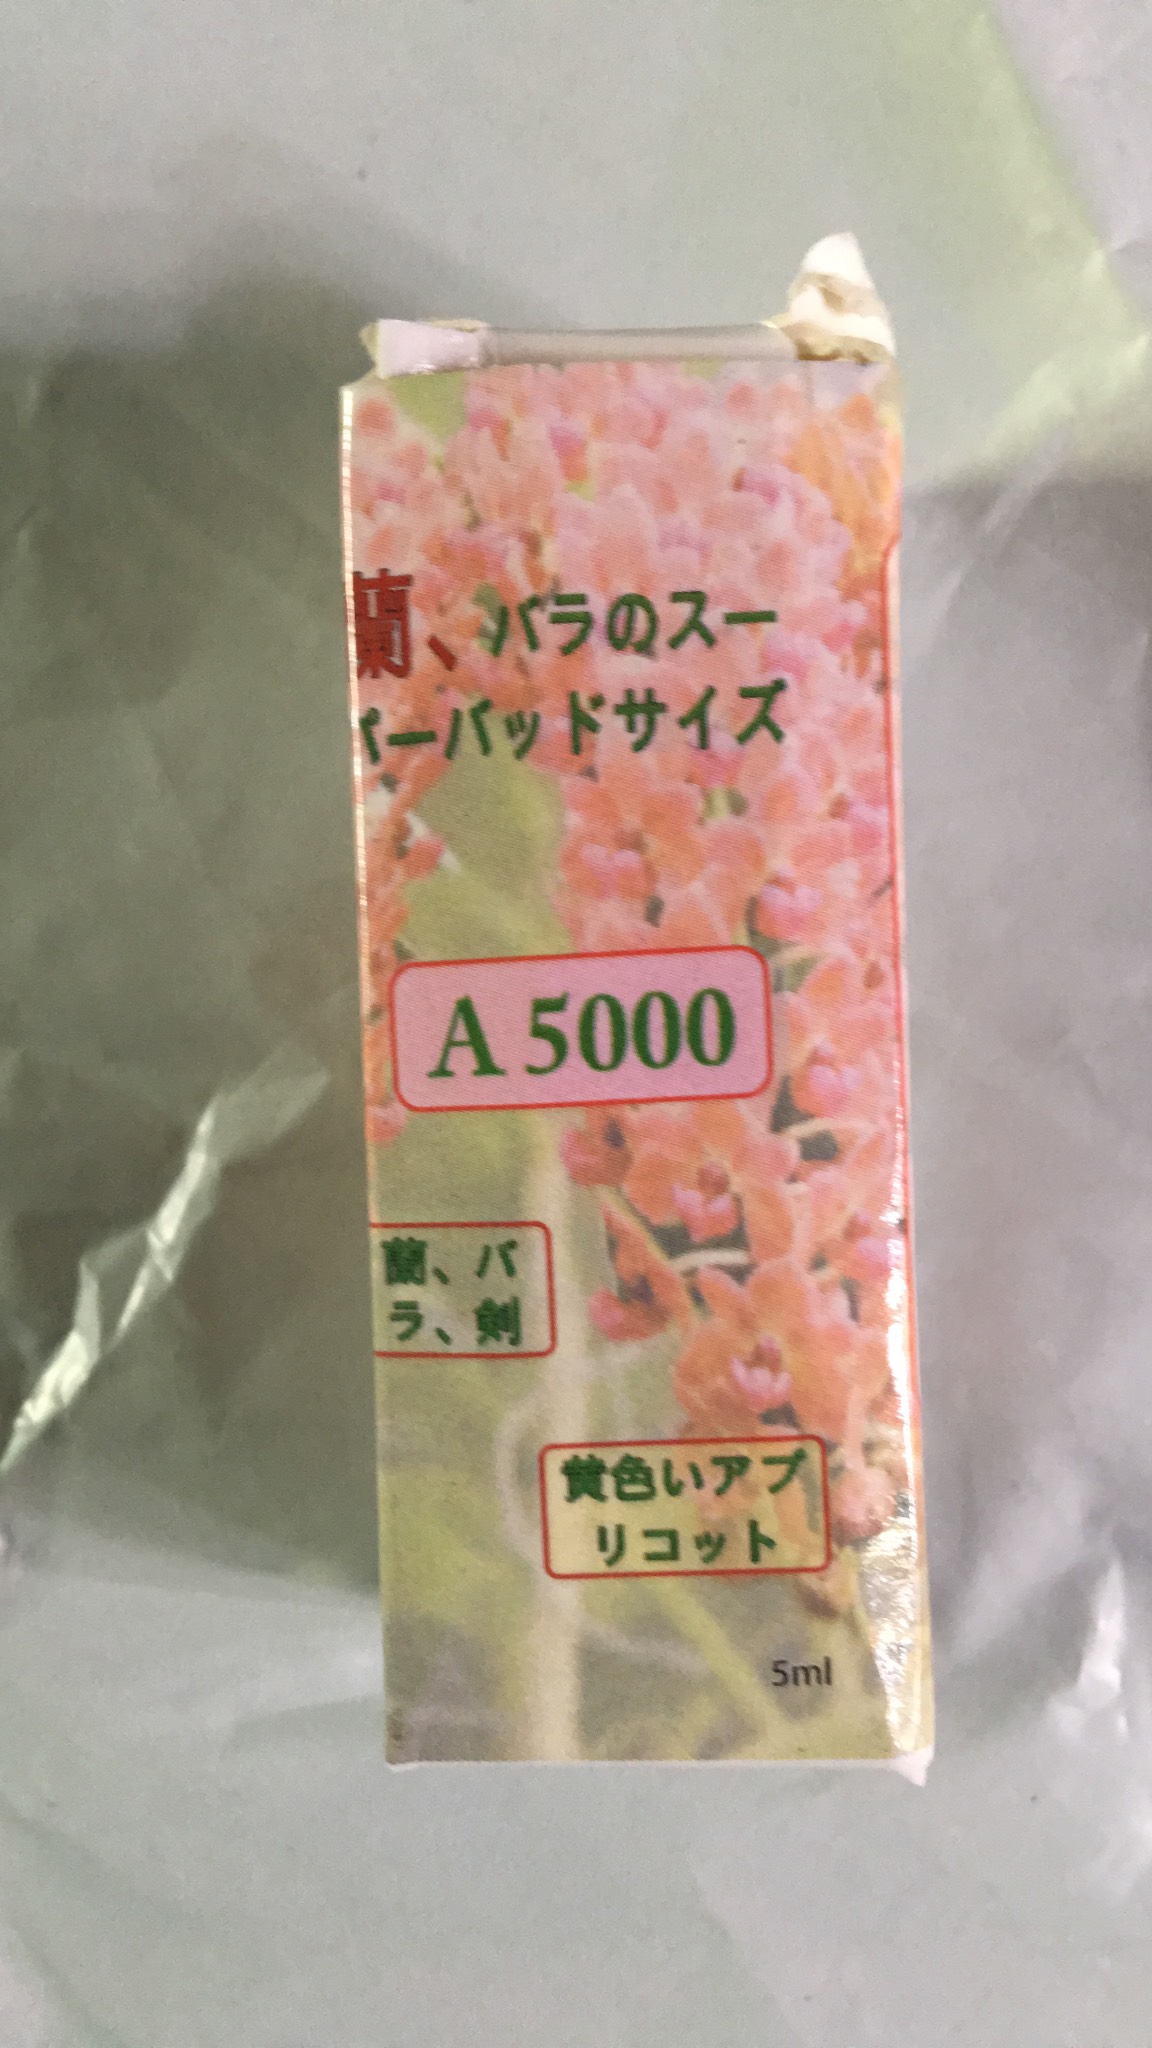 蘭、バラのスー
パーバッドサイズ
A 5000
蘭、バ
ラ、剣
黄色いアプ
リコット
5ml